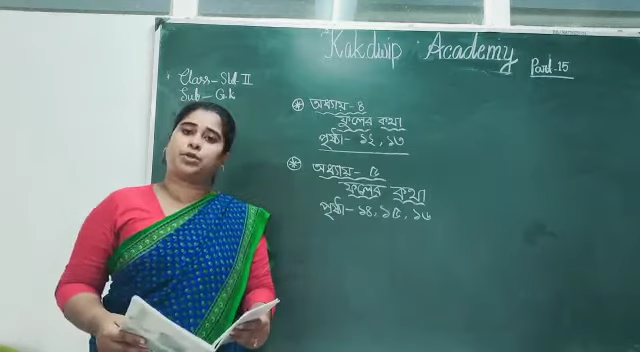 Kakdwip Academy
Part-15
Class-Std II
Sub- G.K
অধ্যায়- ৪
ফুলের কথা
পৃষ্ঠা- ১২, ১৩
অধ্যায়- ৫
ফলের কথা
পৃষ্ঠা- ১৪, ১৫, ১৬